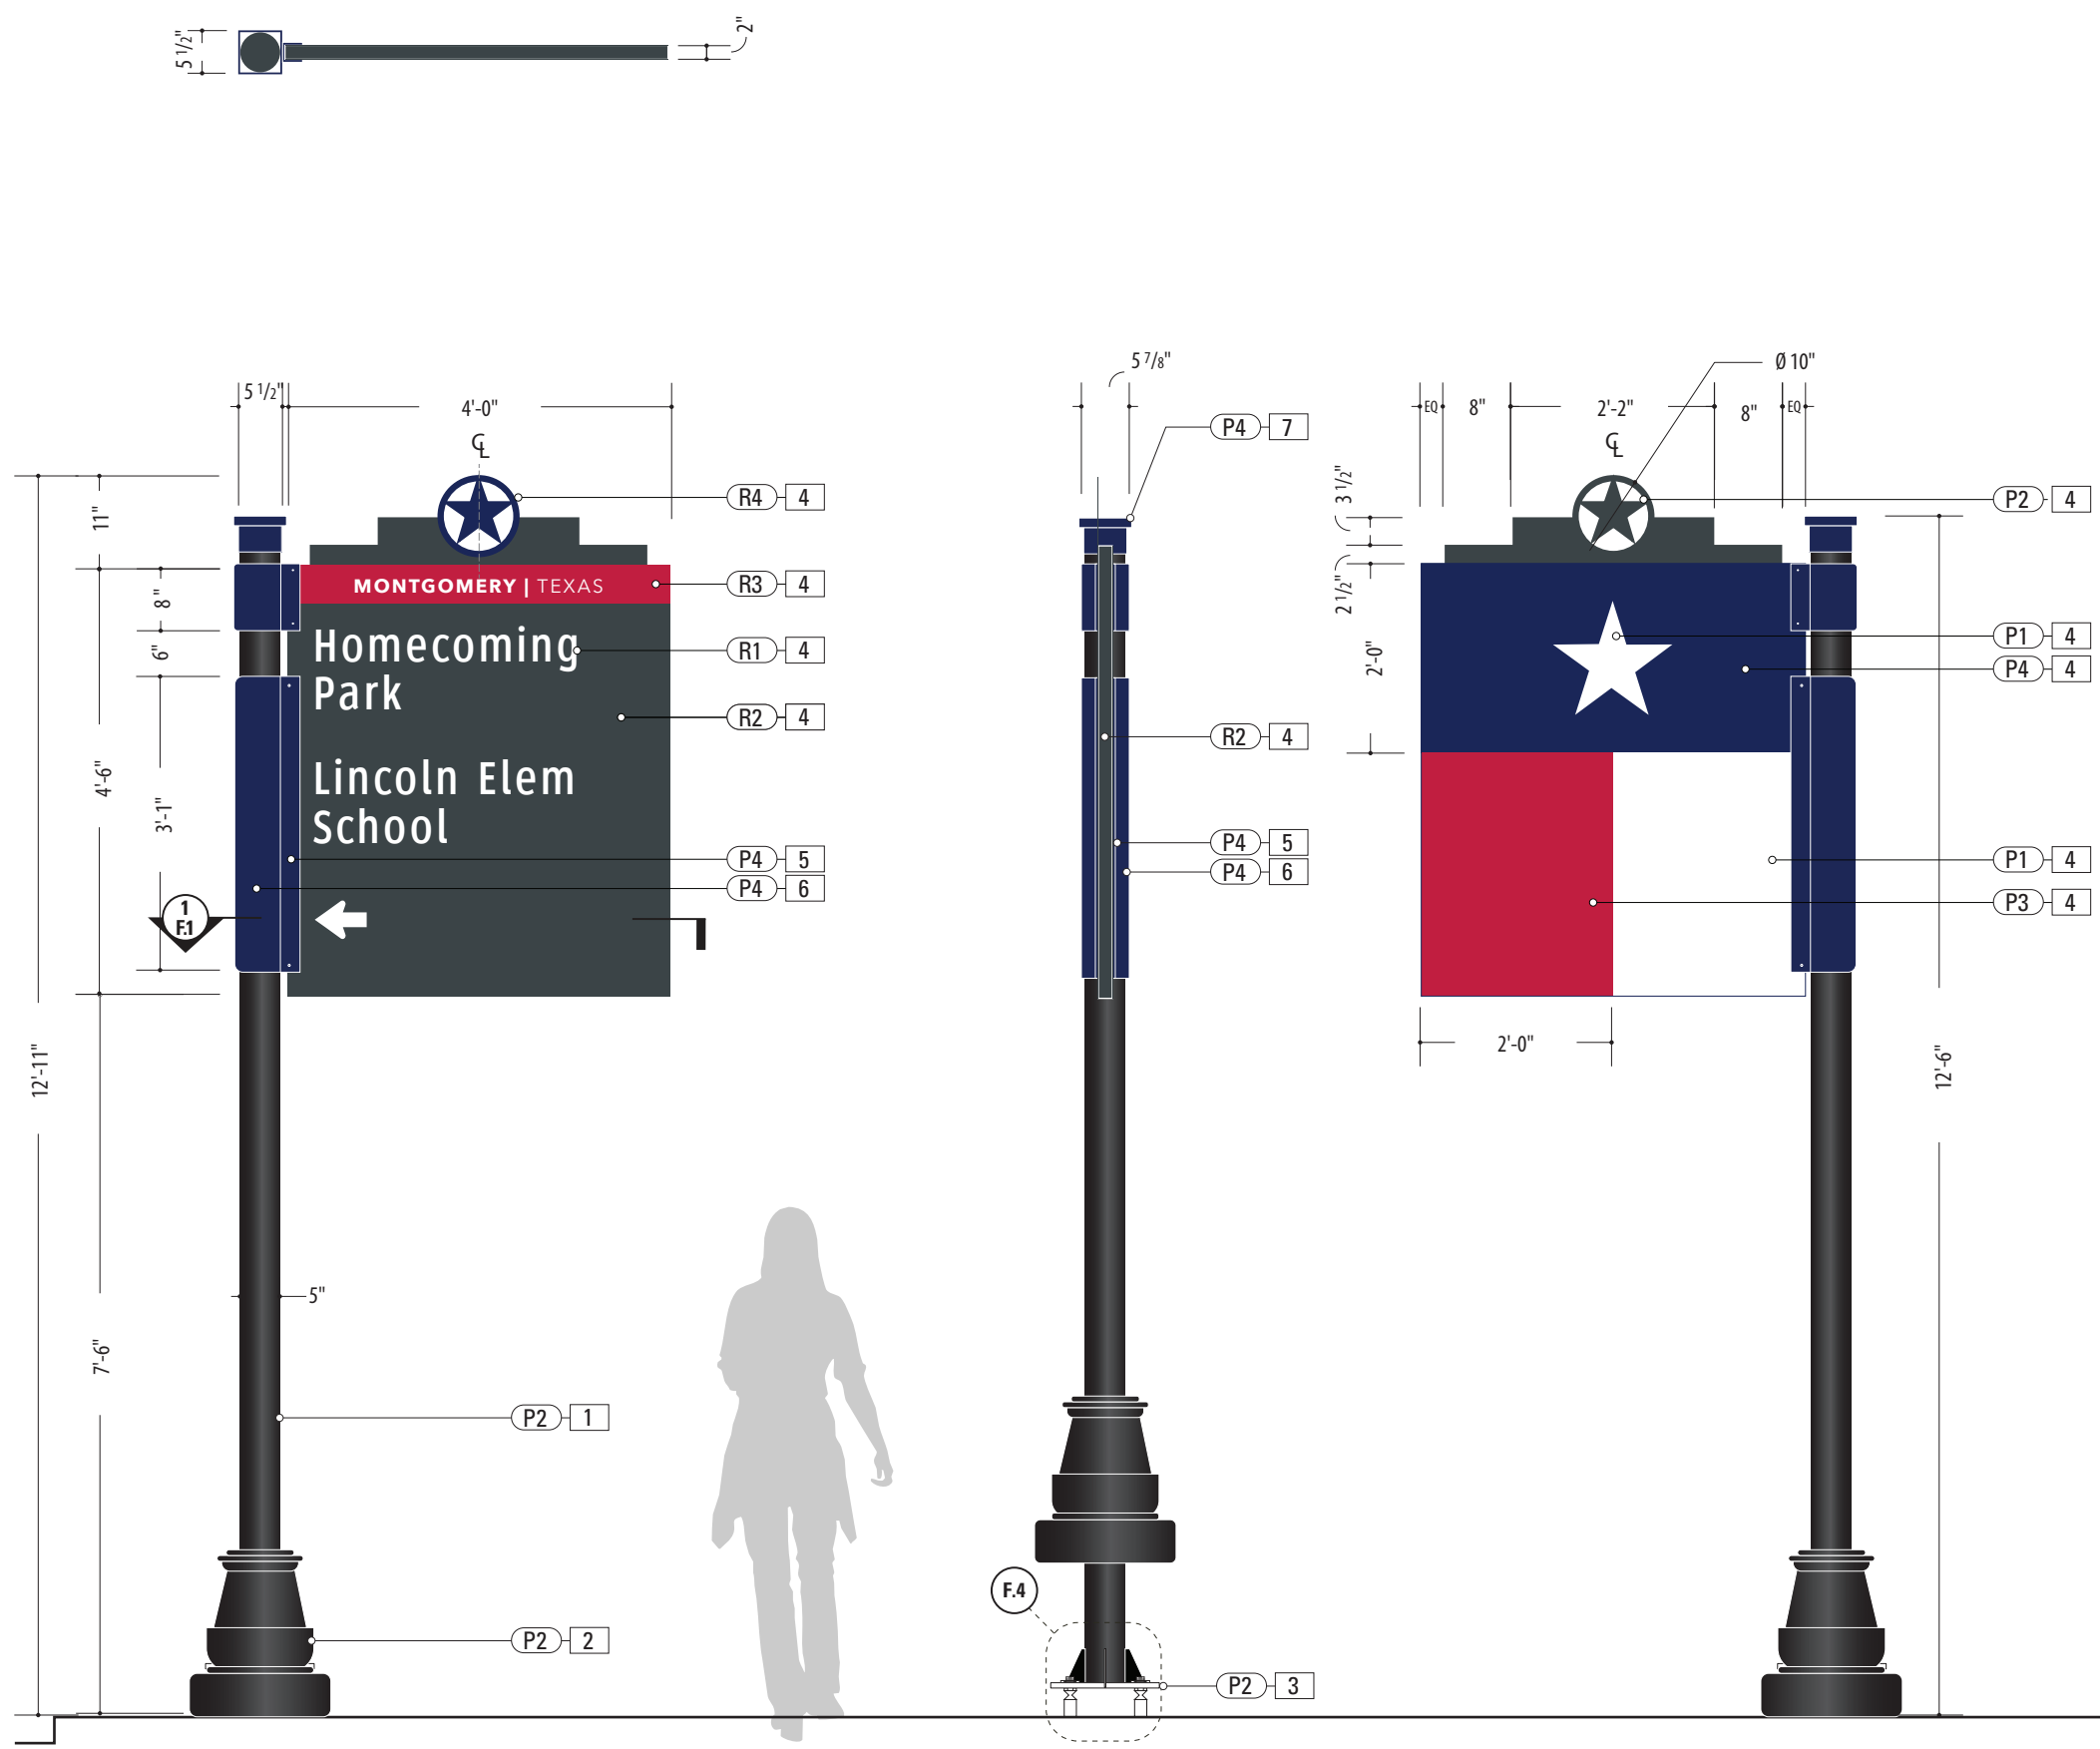 5 1/2"
2"
5 1/2"
4'-0"
CL
11"
8"
6"
3'-1"
4'-6"
12'-11"
7'-6"
5"
MONTGOMERY | TEXAS
Homecoming
Park
Lincoln Elem
School
1
F.1
R4 4
R3 4
R1 4
R2 4
P4 5
P4 6
P2 1
P2 2
5 7/8"
P4 7
R2 4
P4 5
P4 6
F.4
P2 3
Ø 10"
EQ 8" 2'-2" 8" EQ
CL
3 1/2"
2 1/2"
2'-0"
2'-0"
12'-6"
P2 4
P1 4
P4 4
P1 4
P3 4